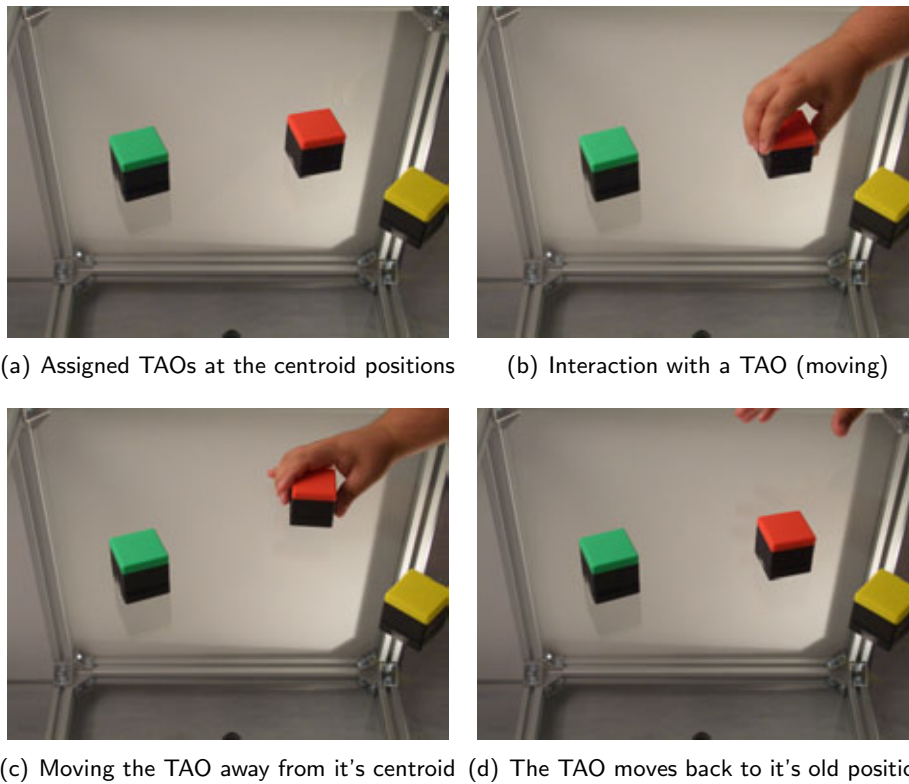 (a) Assigned TAOs at the centroid positions
(b) Interaction with a TAO (moving)
(c) Moving the TAO away from it's centroid
(d) The TAO moves back to it's old